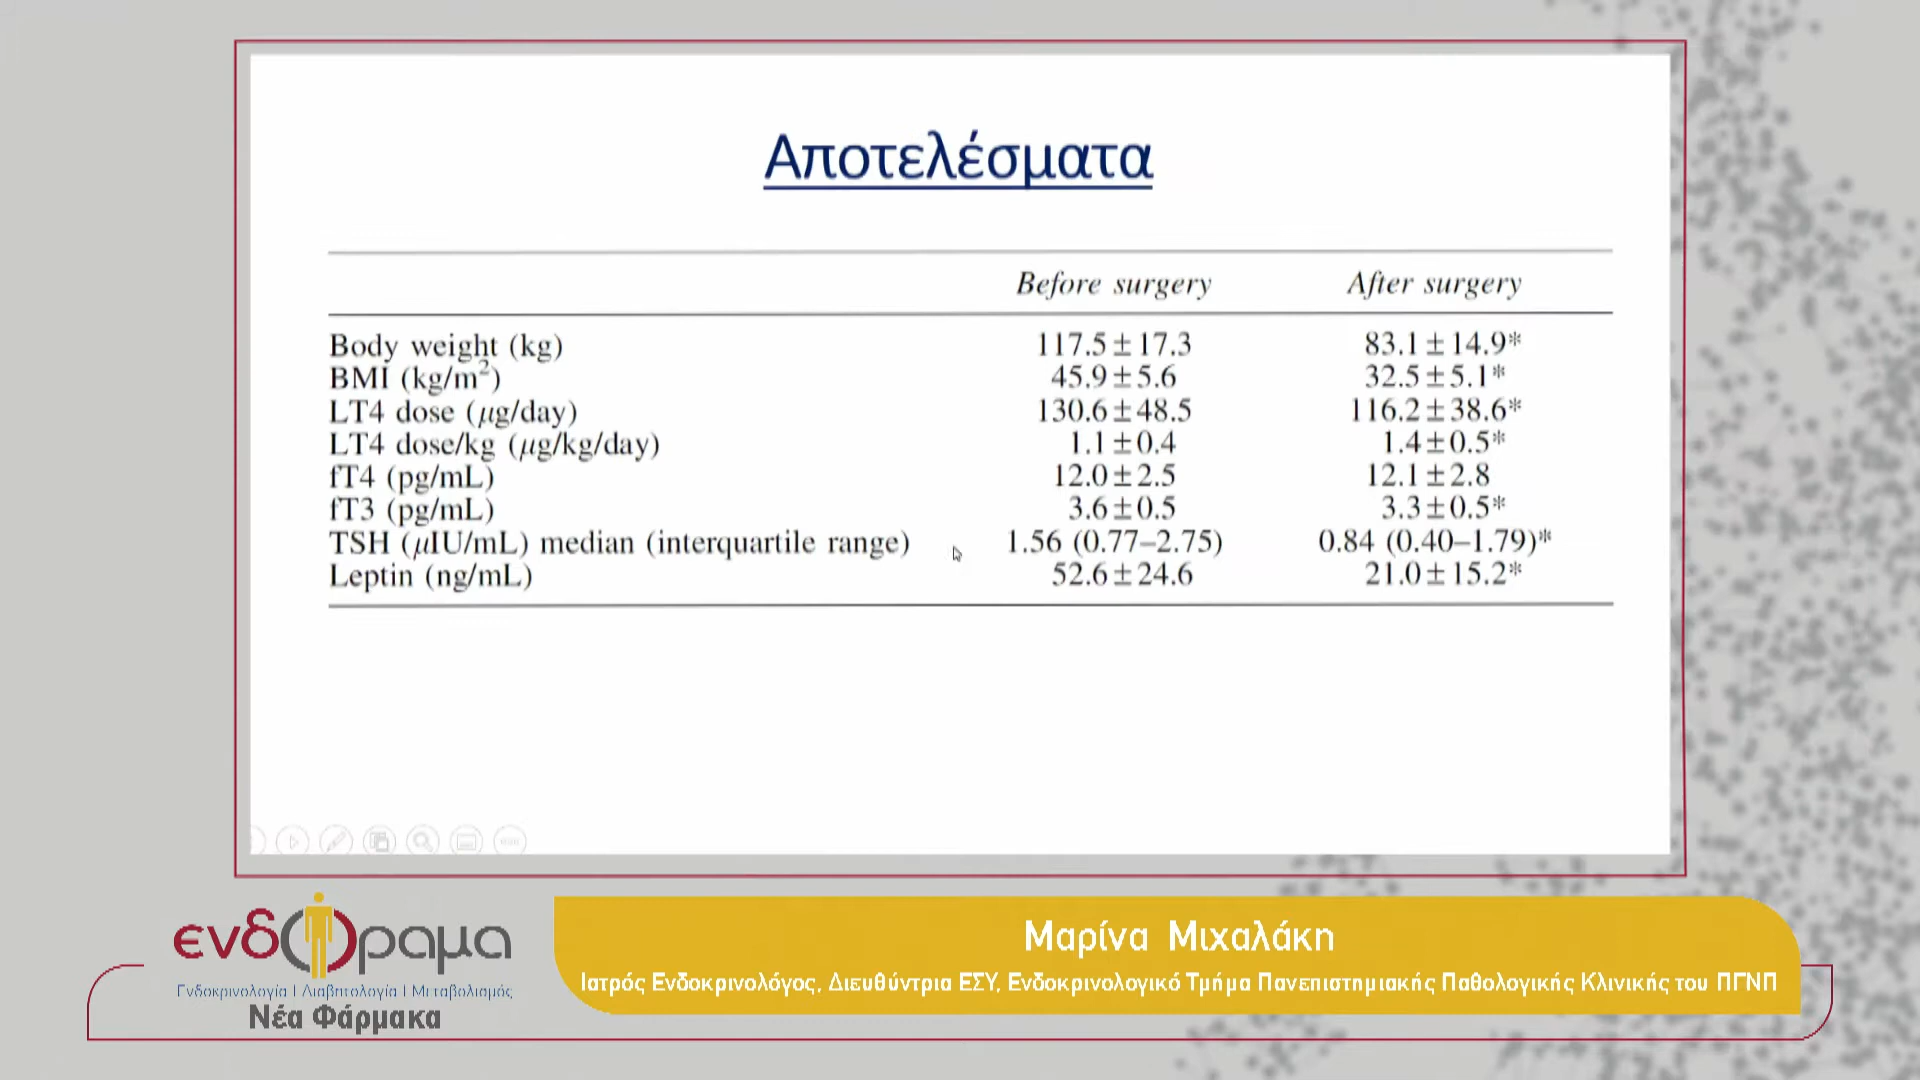 Αποτελέσματα
Before surgery After surgery
Body weight (kg) 117.5±17.3 83.1±14.9*
BMI (kg/m²) 45.9±5.6 32.5±5.1*
LT4 dose (μg/day) 130.6±48.5 116.2±38.6*
LT4 dose/kg (μg/kg/day) 1.1±0.4 1.4±0.5*
fT4 (pg/mL) 12.0±2.5 12.1±2.8
fT3 (pg/mL) 3.6±0.5 3.3±0.5*
TSH (μIU/mL) median (interquartile range) 1.56 (0.77–2.75) 0.84 (0.40–1.79)*
Leptin (ng/mL) 52.6±24.6 21.0±15.2*
ενδόραμα
Ενδοκρινολογία | Διαβητολογία | Μεταβολισμός
Νέα Φάρμακα
Μαρίνα Μιχαλάκη
Ιατρός Ενδοκρινολόγος, Διευθύντρια ΕΣΥ, Ενδοκρινολογικό Τμήμα Πανεπιστημιακής Παθολογικής Κλινικής του ΠΓΝΠ